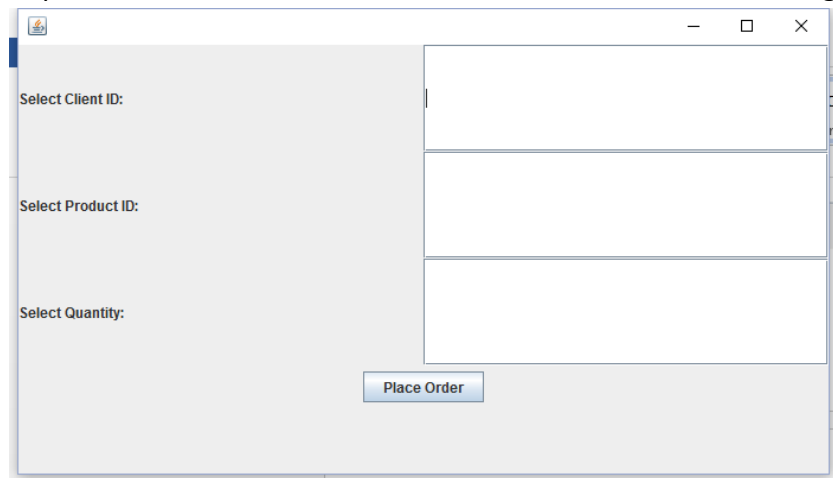 Select Client ID:
Select Product ID:
Select Quantity:
Place Order